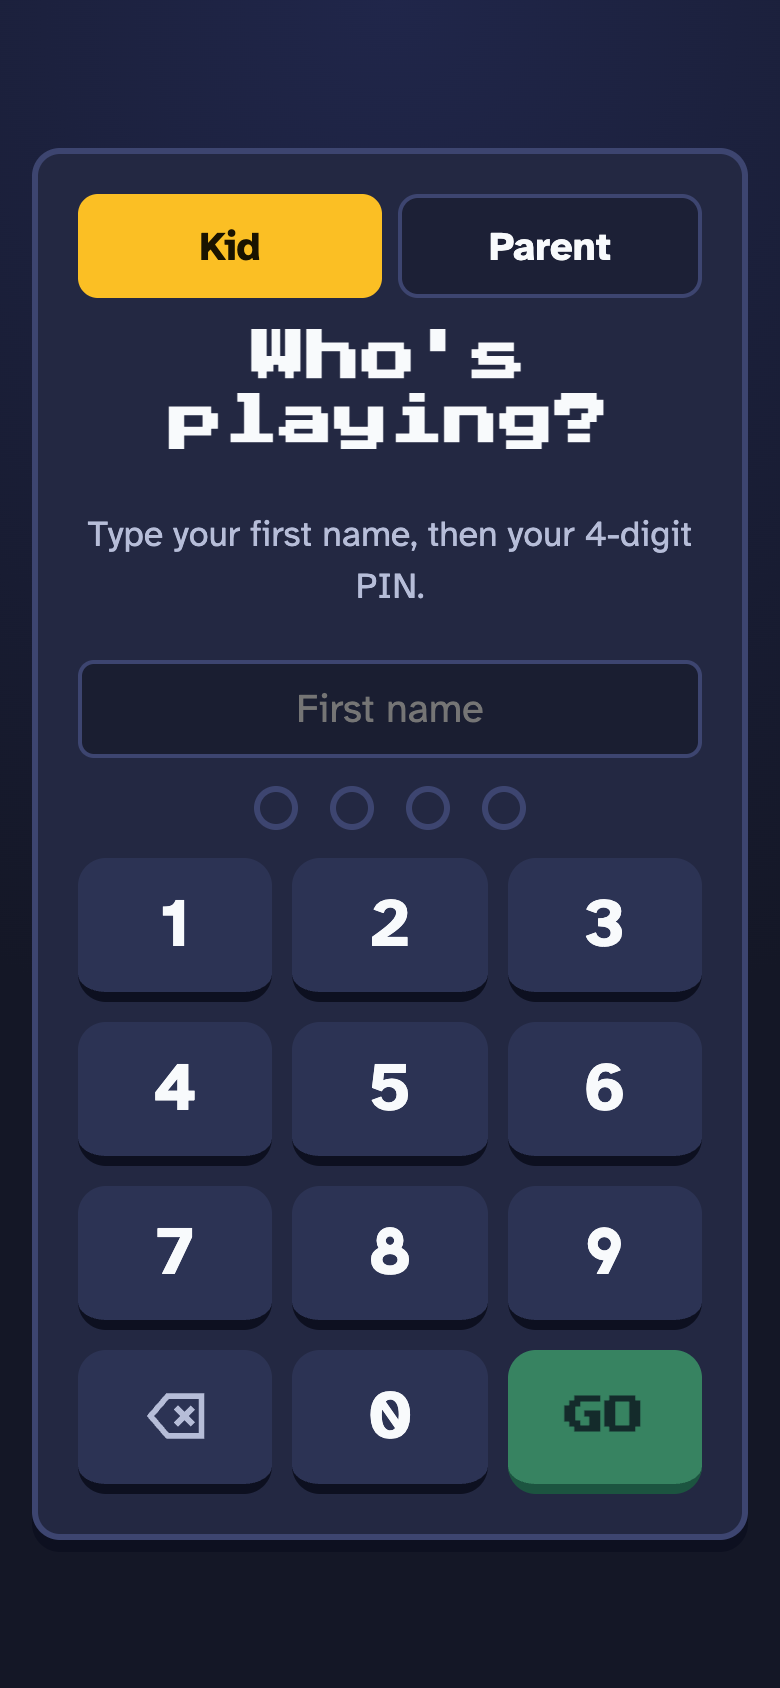 Kid
Parent
Who's
playing?
Type your first name, then your 4-digit
PIN.
First name
1
2
3
4
5
6
7
8
9
0
GO